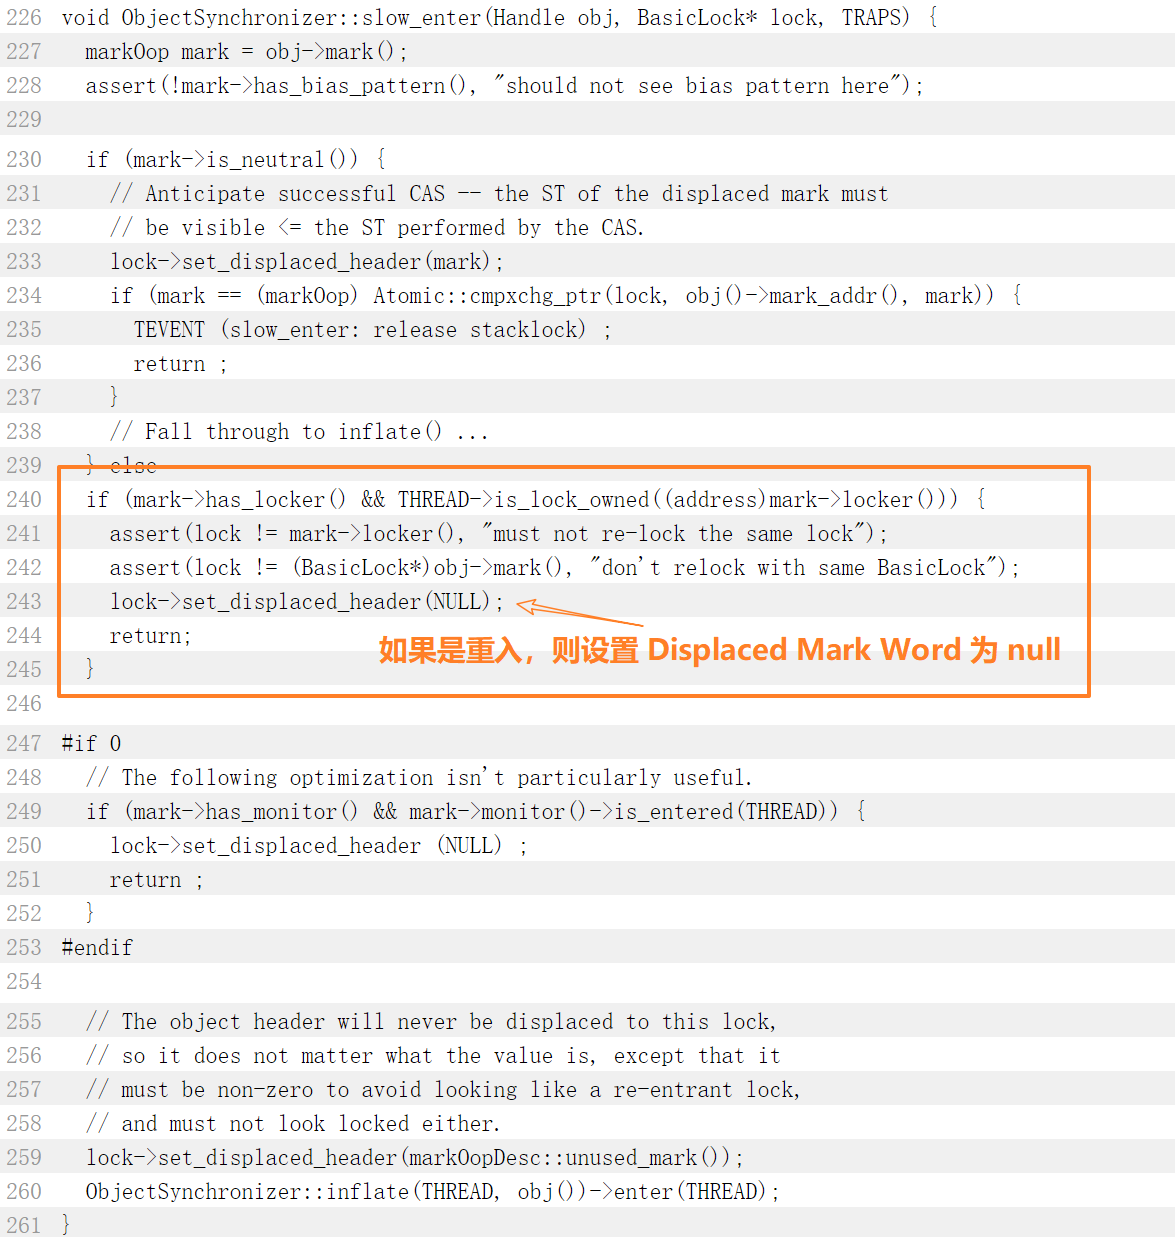 226 void ObjectSynchronizer::slow_enter(Handle obj, BasicLock* lock, TRAPS) {
227   markOop mark = obj->mark();
228   assert(!mark->has_bias_pattern(), "should not see bias pattern here");
229
230   if (mark->is_neutral()) {
231     // Anticipate successful CAS -- the ST of the displaced mark must
232     // be visible <= the ST performed by the CAS.
233     lock->set_displaced_header(mark);
234     if (mark == (markOop) Atomic::cmpxchg_ptr(lock, obj()->mark_addr(), mark)) {
235       TEVENT (slow_enter: release stacklock) ;
236       return ;
237     }
238     // Fall through to inflate() ...
239   } else
240   if (mark->has_locker() && THREAD->is_lock_owned((address)mark->locker())) {
241     assert(lock != mark->locker(), "must not re-lock the same lock");
242     assert(lock != (BasicLock*)obj->mark(), "don't relock with same BasicLock");
243     lock->set_displaced_header(NULL);
244     return;
如果是重入，则设置 Displaced Mark Word 为 null
245   }
246
247 #if 0
248   // The following optimization isn't particularly useful.
249   if (mark->has_monitor() && mark->monitor()->is_entered(THREAD)) {
250     lock->set_displaced_header (NULL) ;
251     return ;
252   }
253 #endif
254
255   // The object header will never be displaced to this lock,
256   // so it does not matter what the value is, except that it
257   // must be non-zero to avoid looking like a re-entrant lock,
258   // and must not look locked either.
259   lock->set_displaced_header(markOopDesc::unused_mark());
260   ObjectSynchronizer::inflate(THREAD, obj())->enter(THREAD);
261 }